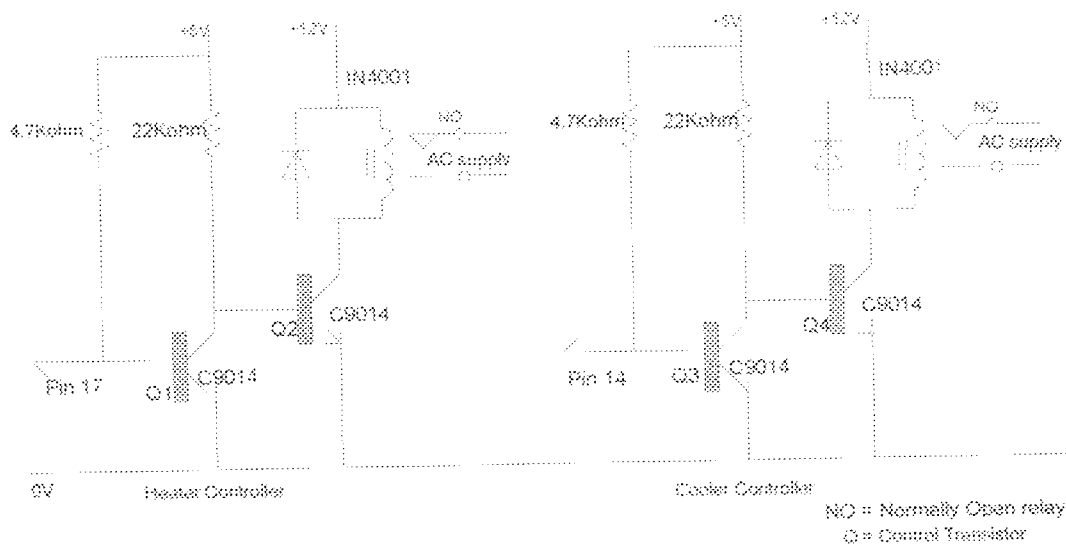 +12V
+12V
IN4001
IN4001
4.7Kohm
22Kohm
NO
4.7Kohm
22Kohm
NO
AC supply
AC supply
Q2
C9014
Q4
C9014
Pin 17
Q1
C9014
Pin 14
Q3
C9014
0V
Heater Controller
Cooler Controller
NO = Normally Open relay
Q = Control Transistor